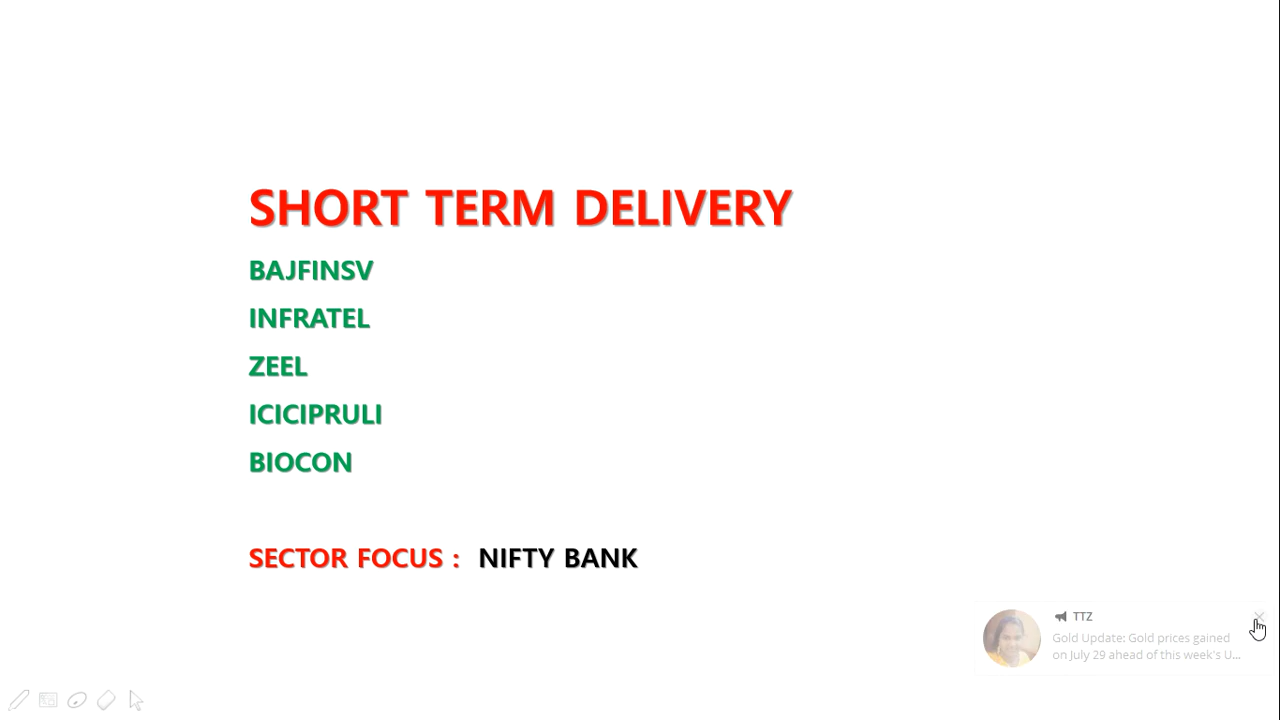 SHORT TERM DELIVERY
BAJFINSV
INFRATEL
ZEEL
ICICIPRULI
BIOCON
SECTOR FOCUS : NIFTY BANK
TTZ
Gold Update: Gold prices gained
on July 29 ahead of this week's U...